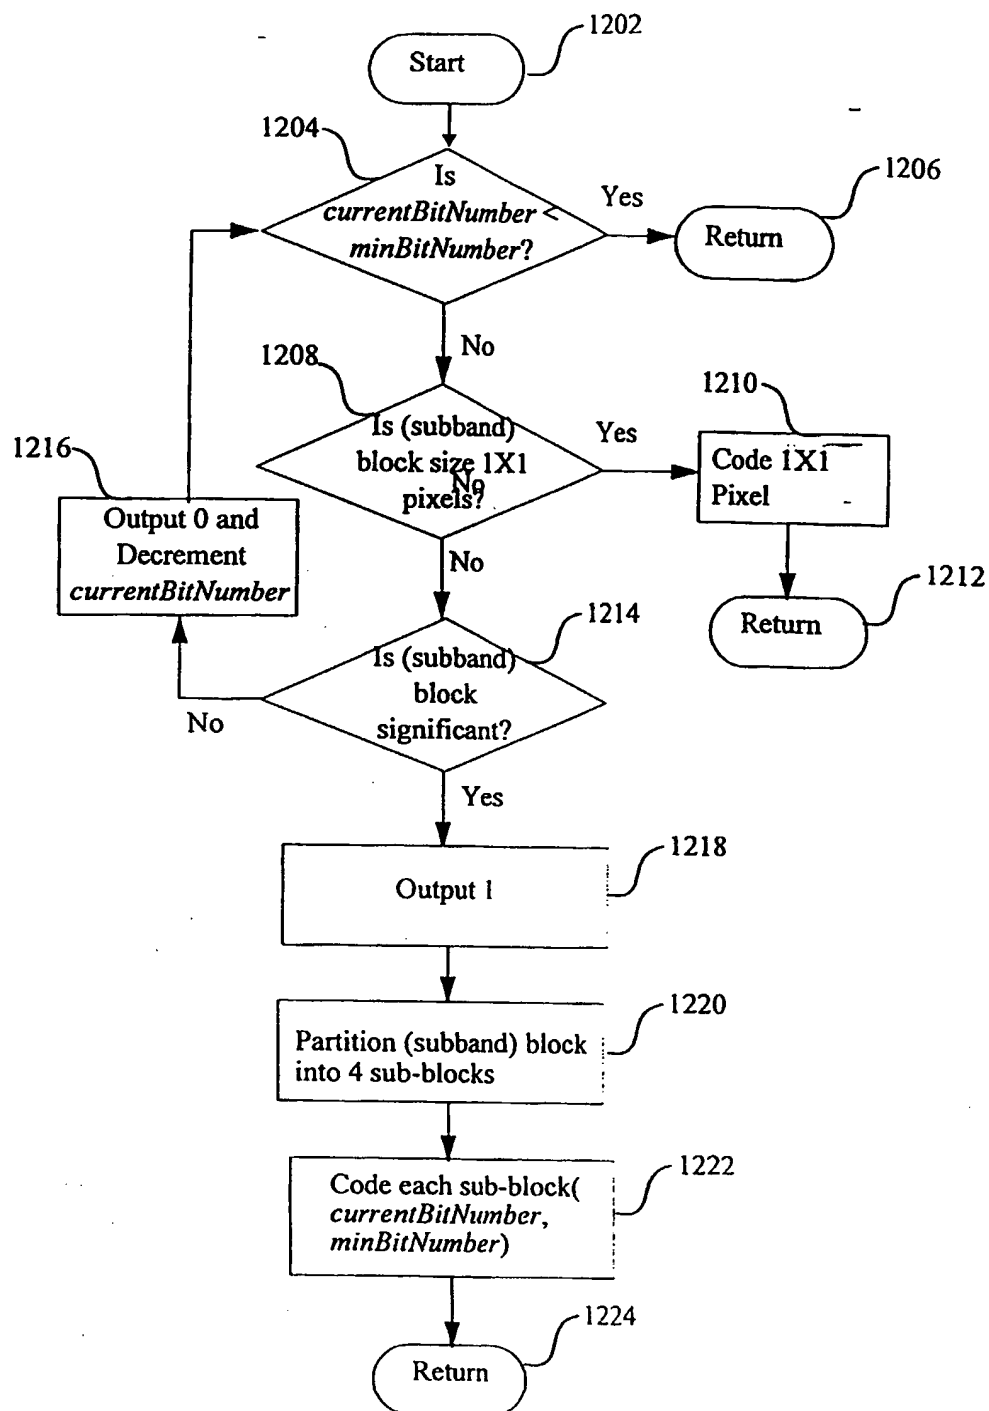 1202
Start
1204
Is
currentBitNumber <
minBitNumber?
Yes
1206
Return
No
1208
Is (subband)
block size 1X1
pixels?
No
Yes
1210
Code 1X1
Pixel
1216
Output 0 and
Decrement
currentBitNumber
No
1212
Return
1214
Is (subband)
block
significant?
No
Yes
1218
Output 1
1220
Partition (subband) block
into 4 sub-blocks
1222
Code each sub-block(
currentBitNumber,
minBitNumber)
1224
Return